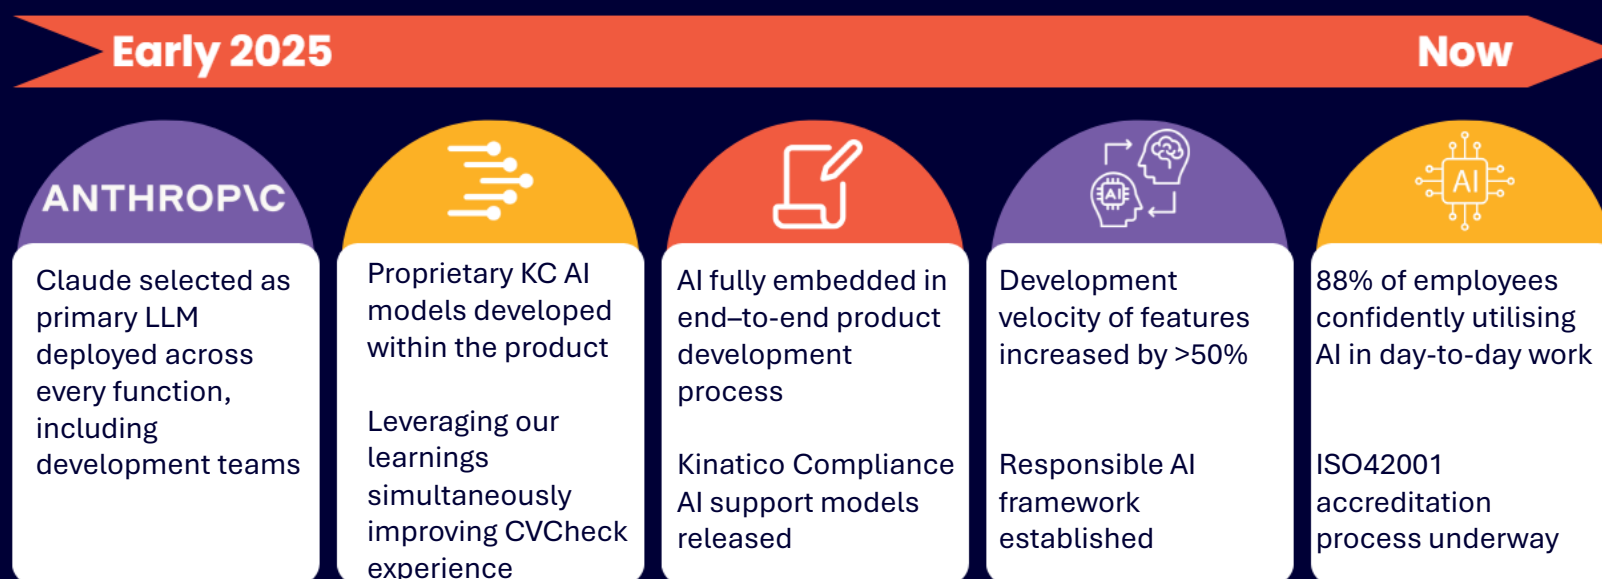 Early 2025
Now
ANTHROP\C
Claude selected as
primary LLM
deployed across
every function,
including
development teams
Proprietary KC AI
models developed
within the product
Leveraging our
learnings
simultaneously
improving CVCheck
experience
AI fully embedded in
end–to-end product
development
process
Kinatico Compliance
AI support models
released
AI
Development
velocity of features
increased by >50%
Responsible AI
framework
established
AI
88% of employees
confidently utilising
AI in day-to-day work
ISO42001
accreditation
process underway